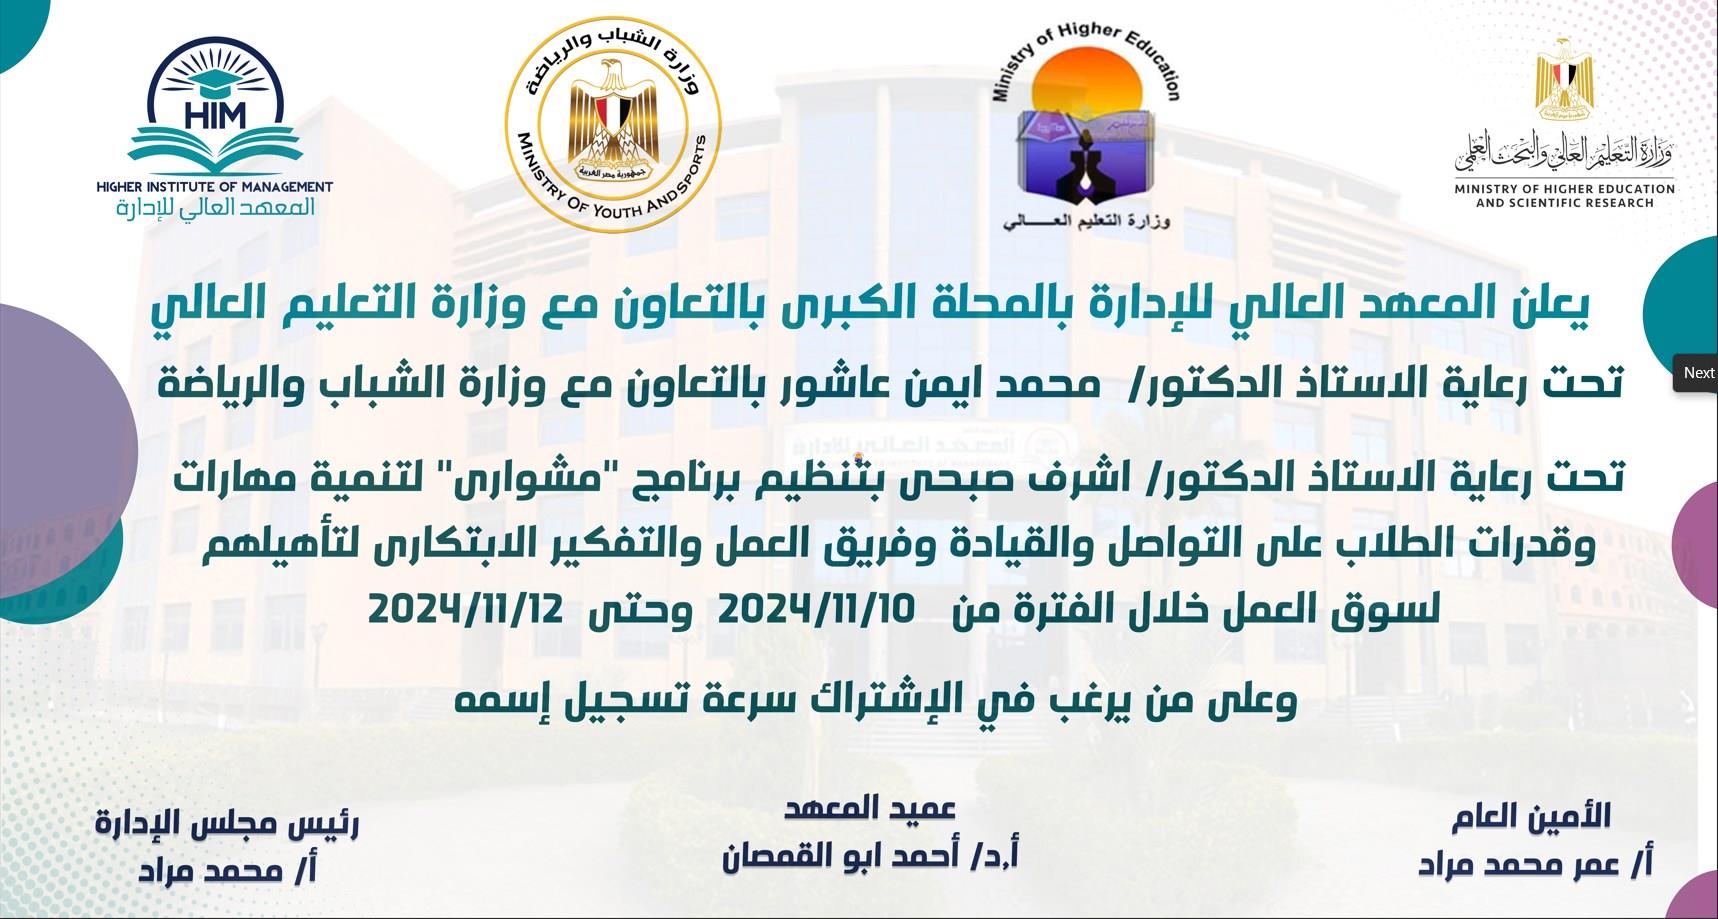 HIM
HIGHER INSTITUTE OF MANAGEMENT
المعهد العالي للإدارة
وزارة الشباب والرياضة
جمهورية مصر العربية
MINISTRY OF YOUTH AND SPORTS
Ministry of Higher Education
وزارة التعليم العـــالي
وزارة التعليم العالي والبحث العلمي
MINISTRY OF HIGHER EDUCATION
AND SCIENTIFIC RESEARCH
يعلن المعهد العالي للإدارة بالمحلة الكبرى بالتعاون مع وزارة التعليم العالي
تحت رعاية الاستاذ الدكتور/ محمد ايمن عاشور بالتعاون مع وزارة الشباب والرياضة
Next
تحت رعاية الاستاذ الدكتور/ اشرف صبحى بتنظيم برنامج "مشوارى" لتنمية مهارات
وقدرات الطلاب على التواصل والقيادة وفريق العمل والتفكير الابتكارى لتأهيلهم
لسوق العمل خلال الفترة من 2024/11/10 وحتى 2024/11/12
وعلى من يرغب في الإشتراك سرعة تسجيل إسمه
الأمين العام
أ/ عمر محمد مراد
عميد المعهد
أ,د/ أحمد ابو القمصان
رئيس مجلس الإدارة
أ/ محمد مراد